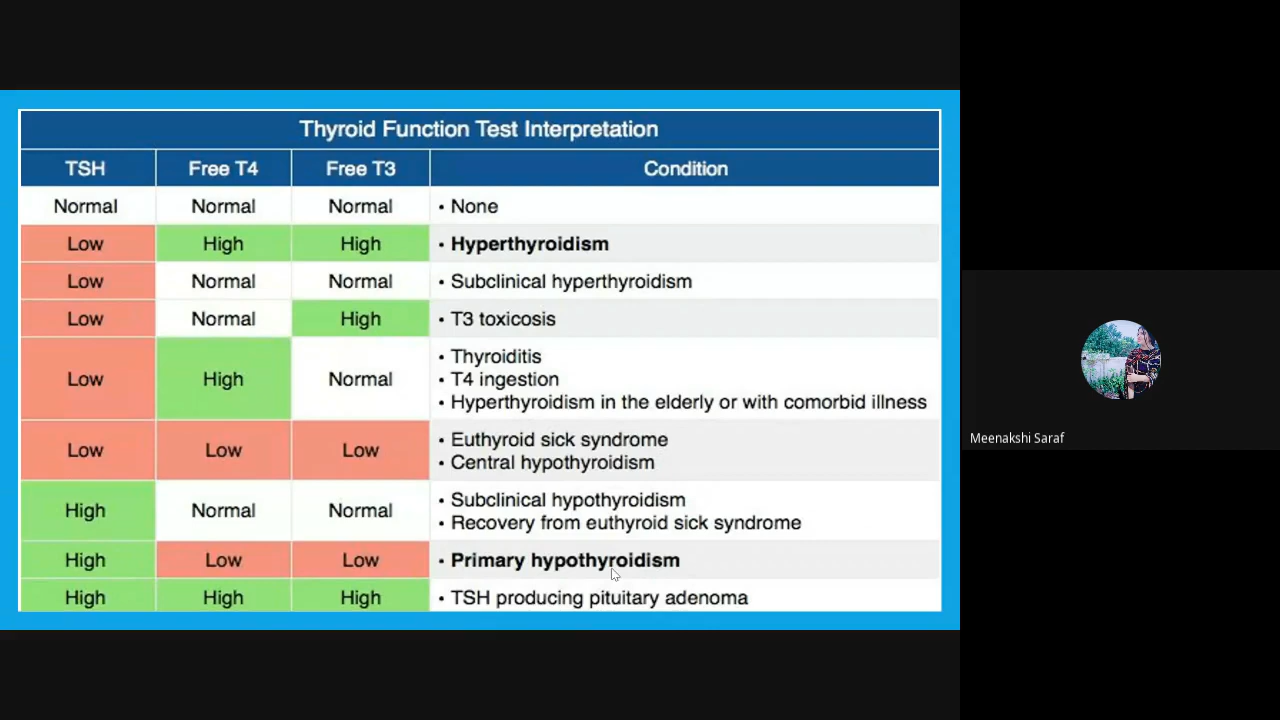 Thyroid Function Test Interpretation
TSH Free T4 Free T3 Condition
Normal Normal Normal • None
Low High High • Hyperthyroidism
Low Normal Normal • Subclinical hyperthyroidism
Low Normal High • T3 toxicosis
Low High Normal • Thyroiditis
• T4 ingestion
• Hyperthyroidism in the elderly or with comorbid illness
Low Low Low • Euthyroid sick syndrome
• Central hypothyroidism
High Normal Normal • Subclinical hypothyroidism
• Recovery from euthyroid sick syndrome
High Low Low • Primary hypothyroidism
High High High • TSH producing pituitary adenoma
Meenakshi Saraf